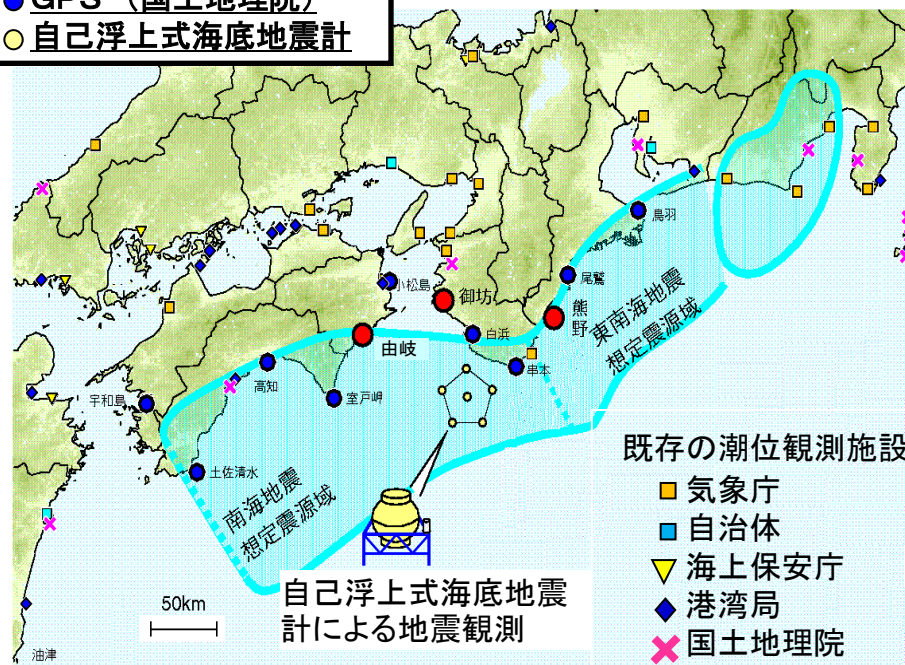 GPS （国土地理院）
自己浮上式海底地震計
鳥羽
尾鷲
小松島
御坊
熊野
白浜
東南海地震
想定震源域
由岐
串本
高知
室戸岬
宇和島
土佐清水
南海地震
想定震源域
既存の潮位観測施設
気象庁
自治体
海上保安庁
港湾局
国土地理院
自己浮上式海底地震
計による地震観測
50km
油津